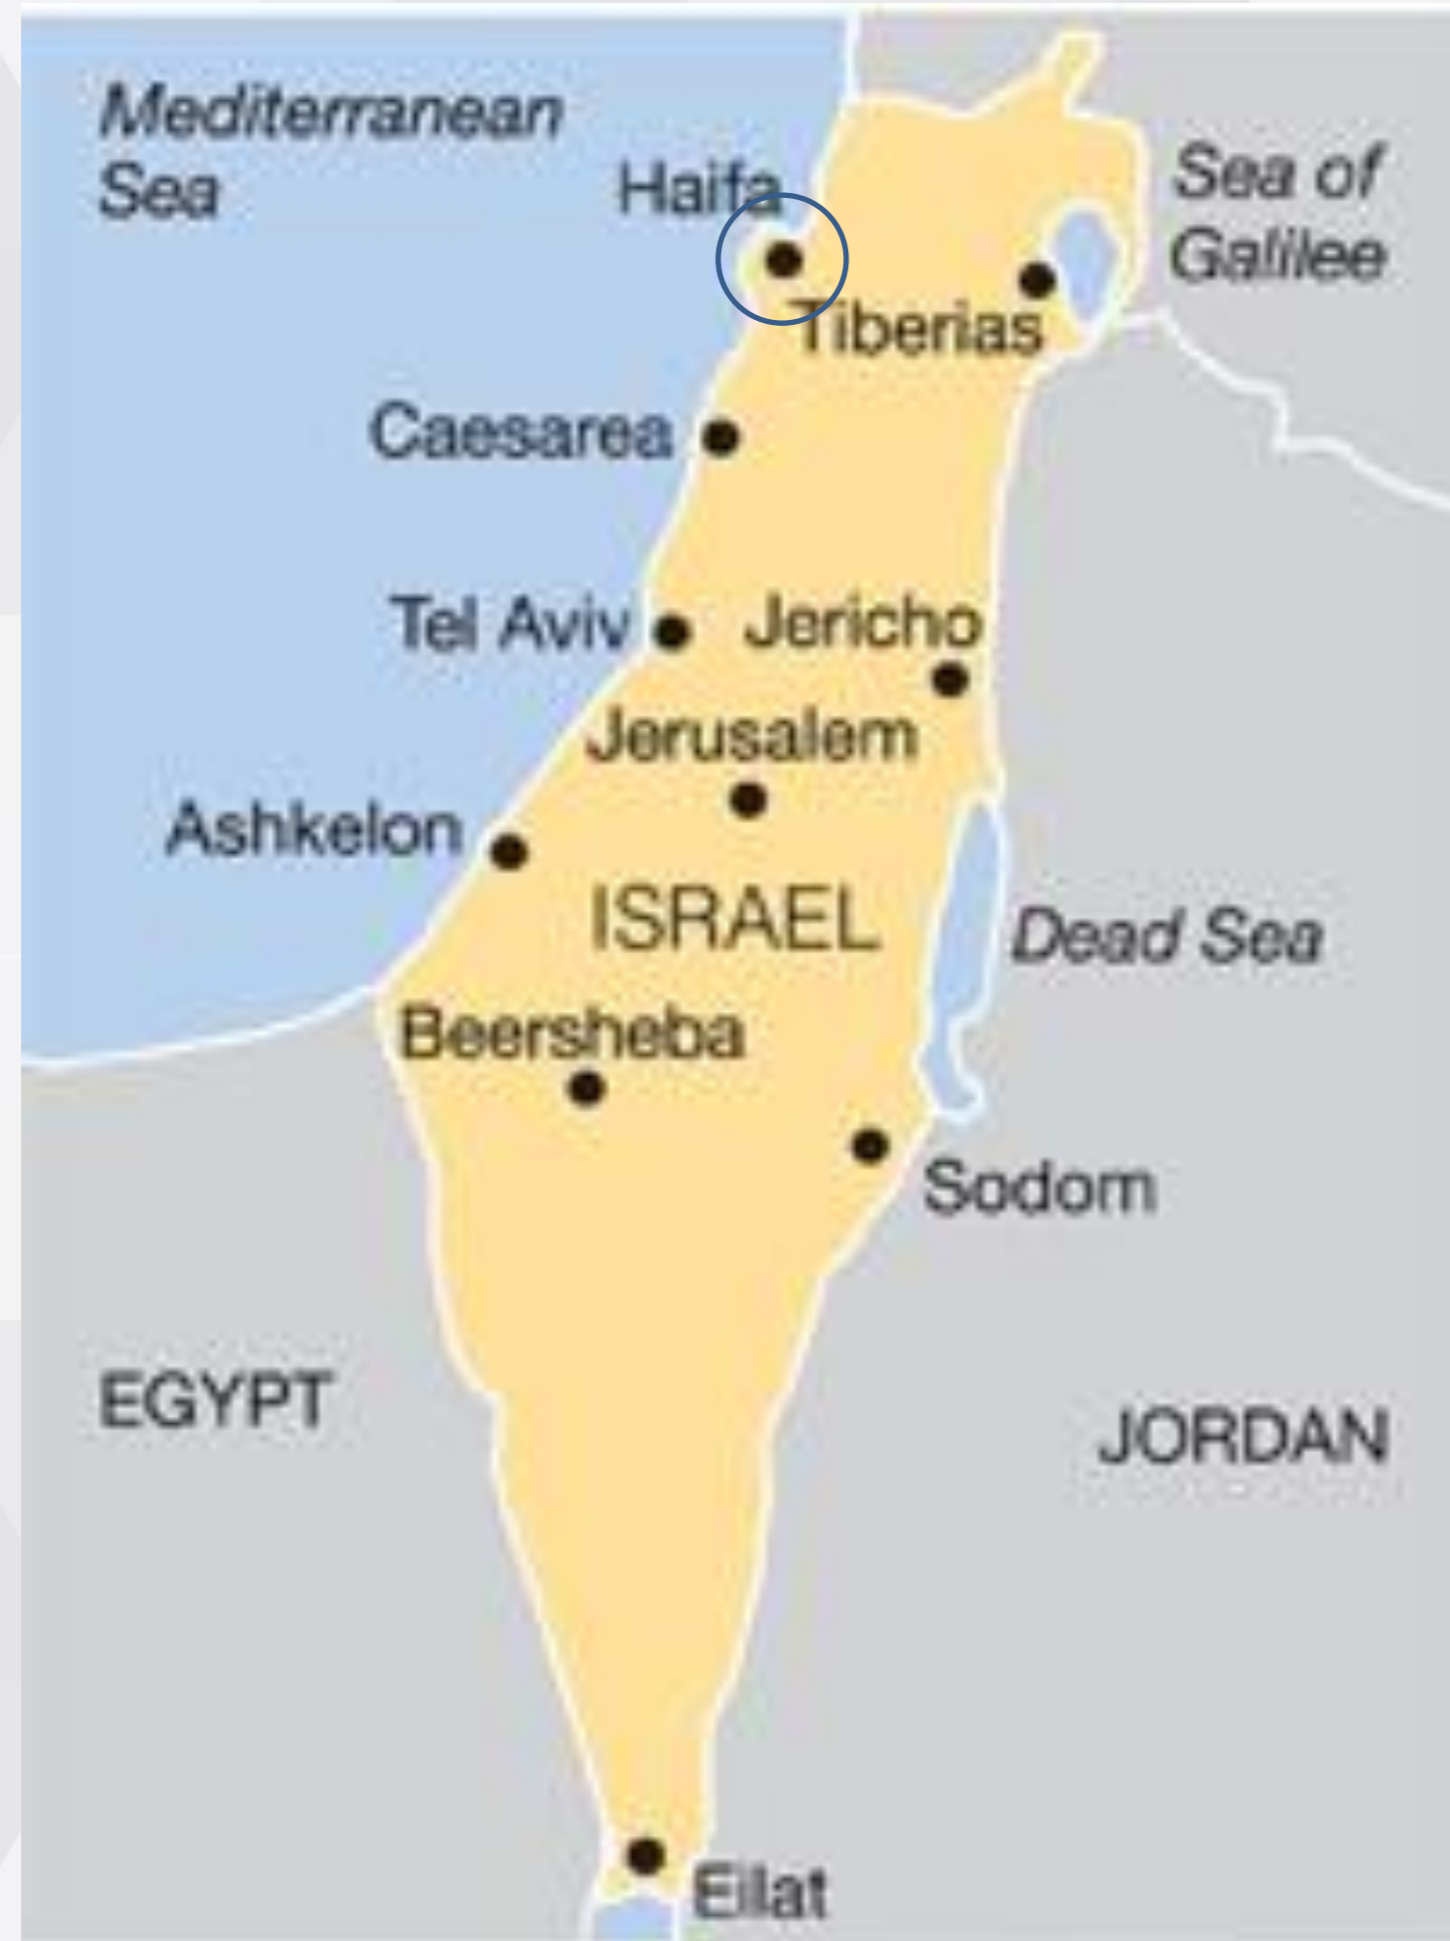 Mediterranean
Sea
Haifa
Sea of
Galilee
Tiberias
Caesarea
Tel Aviv
Jericho
Jerusalem
Ashkelon
ISRAEL
Dead Sea
Beersheba
Sodom
EGYPT
JORDAN
Eilat